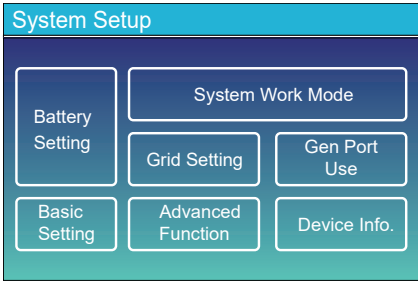 System Setup
Battery
Setting
System Work Mode
Grid Setting
Gen Port
Use
Basic
Setting
Advanced
Function
Device Info.